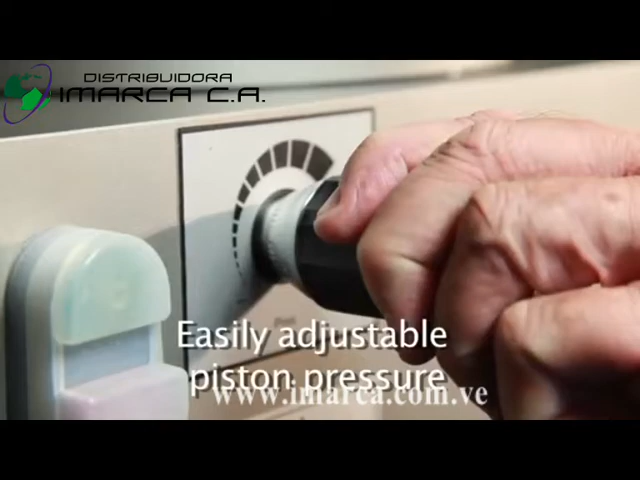 DISTRIBUIDORA
IMARCA C.A.
Easily adjustable
piston pressure
www.imarca.com.ve